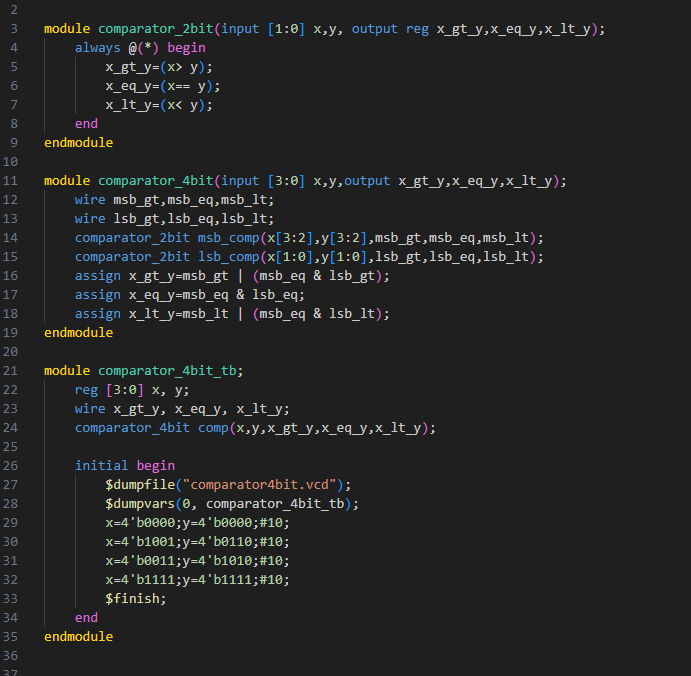 2
3 module comparator_2bit(input [1:0] x,y, output reg x_gt_y,x_eq_y,x_lt_y);
4     always @(*) begin
5         x_gt_y=(x> y);
6         x_eq_y=(x== y);
7         x_lt_y=(x< y);
8     end
9 endmodule
10
11 module comparator_4bit(input [3:0] x,y,output x_gt_y,x_eq_y,x_lt_y);
12     wire msb_gt,msb_eq,msb_lt;
13     wire lsb_gt,lsb_eq,lsb_lt;
14     comparator_2bit msb_comp(x[3:2],y[3:2],msb_gt,msb_eq,msb_lt);
15     comparator_2bit lsb_comp(x[1:0],y[1:0],lsb_gt,lsb_eq,lsb_lt);
16     assign x_gt_y=msb_gt | (msb_eq & lsb_gt);
17     assign x_eq_y=msb_eq & lsb_eq;
18     assign x_lt_y=msb_lt | (msb_eq & lsb_lt);
19 endmodule
20
21 module comparator_4bit_tb;
22     reg [3:0] x, y;
23     wire x_gt_y, x_eq_y, x_lt_y;
24     comparator_4bit comp(x,y,x_gt_y,x_eq_y,x_lt_y);
25
26     initial begin
27         $dumpfile("comparator4bit.vcd");
28         $dumpvars(0, comparator_4bit_tb);
29         x=4'b0000;y=4'b0000;#10;
30         x=4'b1001;y=4'b0110;#10;
31         x=4'b0011;y=4'b1010;#10;
32         x=4'b1111;y=4'b1111;#10;
33         $finish;
34     end
35 endmodule
36
37